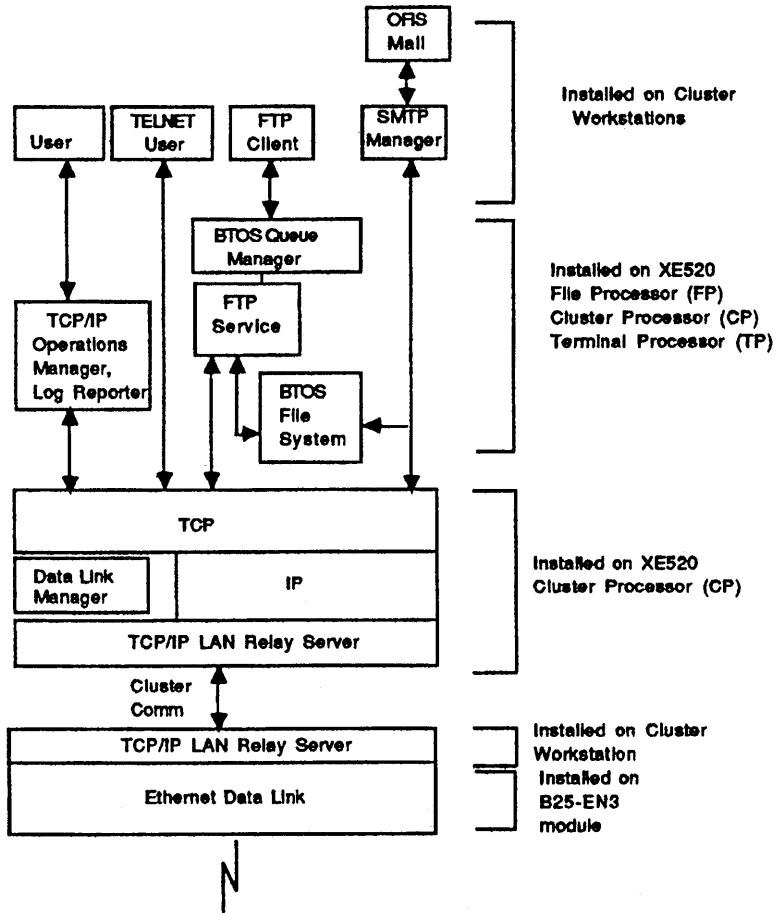 OFIS
Mail
Installed on Cluster
Workstations
User
TELNET
User
FTP
Client
SMTP
Manager
BTOS Queue
Manager
Installed on XE520
File Processor (FP)
Cluster Processor (CP)
Terminal Processor (TP)
FTP
Service
TCP/IP
Operations
Manager,
Log Reporter
BTOS
File
System
TCP
Data Link
Manager
IP
Installed on XE520
Cluster Processor (CP)
TCP/IP LAN Relay Server
Cluster
Comm
TCP/IP LAN Relay Server
Installed on Cluster
Workstation
Ethernet Data Link
Installed on
B25-EN3
module